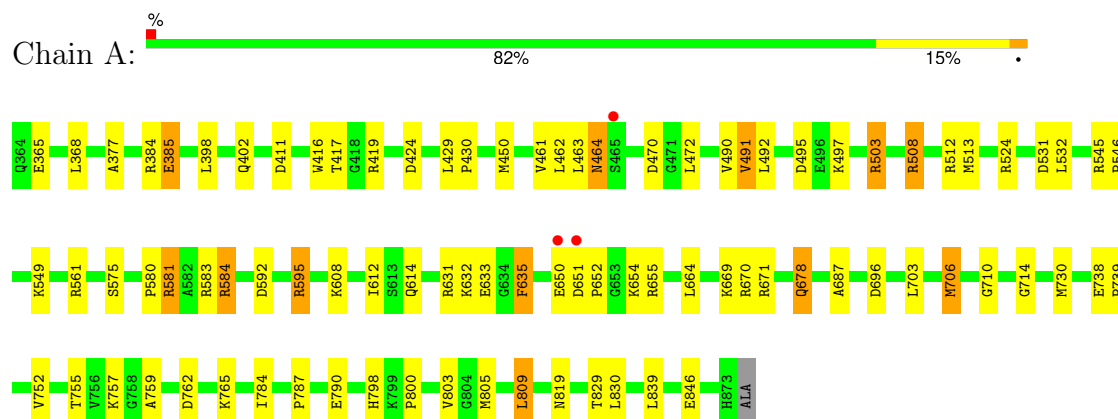 %
Chain A:
82% 15% •
Q364 E365 L368 A377 R384 E385 L398 Q402 D411 W416 T417 G418 R419 D424 L429 P430 M450 V461 L462 L463 N464 S465 D470 G471 L472 V490 V491 L492 D495 E496 K497 R503 R508 R512 M513 R524 D531 L532 R545 P546
K549 R561 S575 P580 R581 A582 R583 R584 D592 R595 K608 I612 S613 Q614 R631 K632 E633 G634 F635 E650 D651 P652 G653 K654 R655 L664 K669 R670 R671 Q678 A687 D696 L703 M706 G710 G714 M730 E738
V752 T755 V756 K757 G758 A759 D762 K765 I784 P787 E790 H798 K799 P800 V803 G804 M805 L809 N819 T829 L830 L839 E846 H873 ALA